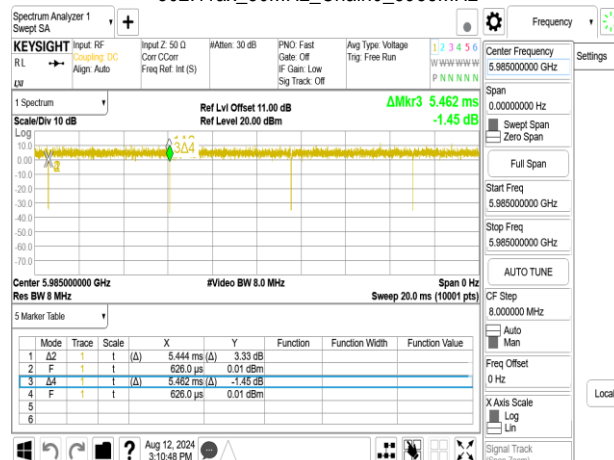 Spectrum Analyzer 1
Swept SA
Frequency
KEYSIGHT
RL
Input: RF
Coupling: DC
Align: Auto
Input Z: 50 Ω
Corr CCorr
Freq Ref: Int (S)
#Atten: 30 dB
PNO: Fast
Gate: Off
IF Gain: Low
Sig Track: Off
Avg Type: Voltage
Trig: Free Run
1 2 3 4 5 6
W W W W W W
P N N N N N
LXI
1 Spectrum
Scale/Div 10 dB
Ref Lvl Offset 11.00 dB
Ref Level 20.00 dBm
ΔMkr3 5.462 ms
-1.45 dB
Log
10.0
0.00
-10.0
-20.0
-30.0
-40.0
-50.0
-60.0
-70.0
3Δ4
Center 5.985000000 GHz
Res BW 8 MHz
#Video BW 8.0 MHz
Span 0 Hz
Sweep 20.0 ms (10001 pts)
5 Marker Table
Mode Trace Scale X Y Function Function Width Function Value
1 Δ2 1 t (Δ) 5.444 ms (Δ) 3.33 dB
2 F 1 t 626.0 µs 0.01 dBm
3 Δ4 1 t (Δ) 5.462 ms (Δ) -1.45 dB
4 F 1 t 626.0 µs 0.01 dBm
5
6
Aug 12, 2024
3:10:48 PM
Center Frequency
5.985000000 GHz
Settings
Span
0.00000000 Hz
Swept Span
Zero Span
Full Span
Start Freq
5.985000000 GHz
Stop Freq
5.985000000 GHz
AUTO TUNE
CF Step
8.000000 MHz
Auto
Man
Freq Offset
0 Hz
Local
X Axis Scale
Log
Lin
Signal Track